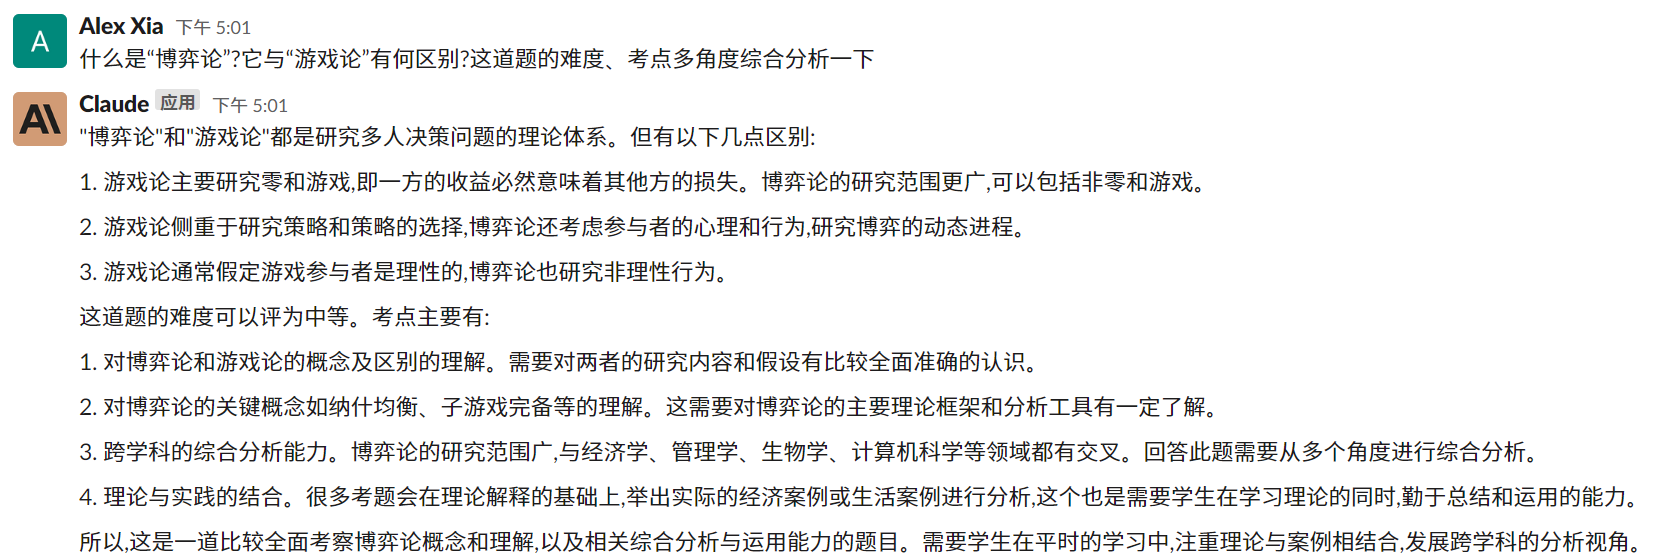 A
Alex Xia 下午 5:01
什么是“博弈论”?它与“游戏论”有何区别?这道题的难度、考点多角度综合分析一下
A\
Claude 应用 下午 5:01
"博弈论"和"游戏论"都是研究多人决策问题的理论体系。但有以下几点区别:
1. 游戏论主要研究零和游戏,即一方的收益必然意味着其他方的损失。博弈论的研究范围更广,可以包括非零和游戏。
2. 游戏论侧重于研究策略和策略的选择,博弈论还考虑参与者的心理和行为,研究博弈的动态进程。
3. 游戏论通常假定游戏参与者是理性的,博弈论也研究非理性行为。
这道题的难度可以评为中等。考点主要有:
1. 对博弈论和游戏论的概念及区别的理解。需要对两者的研究内容和假设有比较全面准确的认识。
2. 对博弈论的关键概念如纳什均衡、子游戏完备等的理解。这需要对博弈论的主要理论框架和分析工具有一定了解。
3. 跨学科的综合分析能力。博弈论的研究范围广,与经济学、管理学、生物学、计算机科学等领域都有交叉。回答此题需要从多个角度进行综合分析。
4. 理论与实践的结合。很多考题会在理论解释的基础上,举出实际的经济案例或生活案例进行分析,这个也是需要学生在学习理论的同时,勤于总结和运用的能力。
所以,这是一道比较全面考察博弈论概念和理解,以及相关综合分析与运用能力的题目。需要学生在平时的学习中,注重理论与案例相结合,发展跨学科的分析视角。